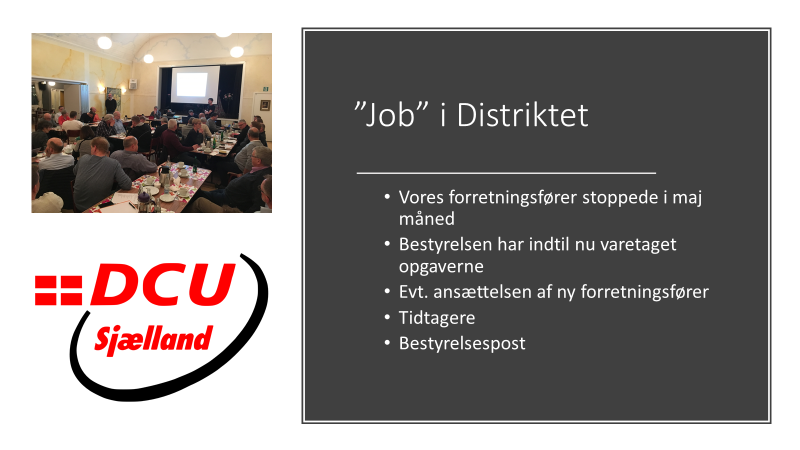 ”Job” i Distriktet
• Vores forretningsfører stoppede i maj
måned
• Bestyrelsen har indtil nu varetaget
opgaverne
• Evt. ansættelsen af ny forretningsfører
• Tidtagere
• Bestyrelsespost
DCU
Sjælland